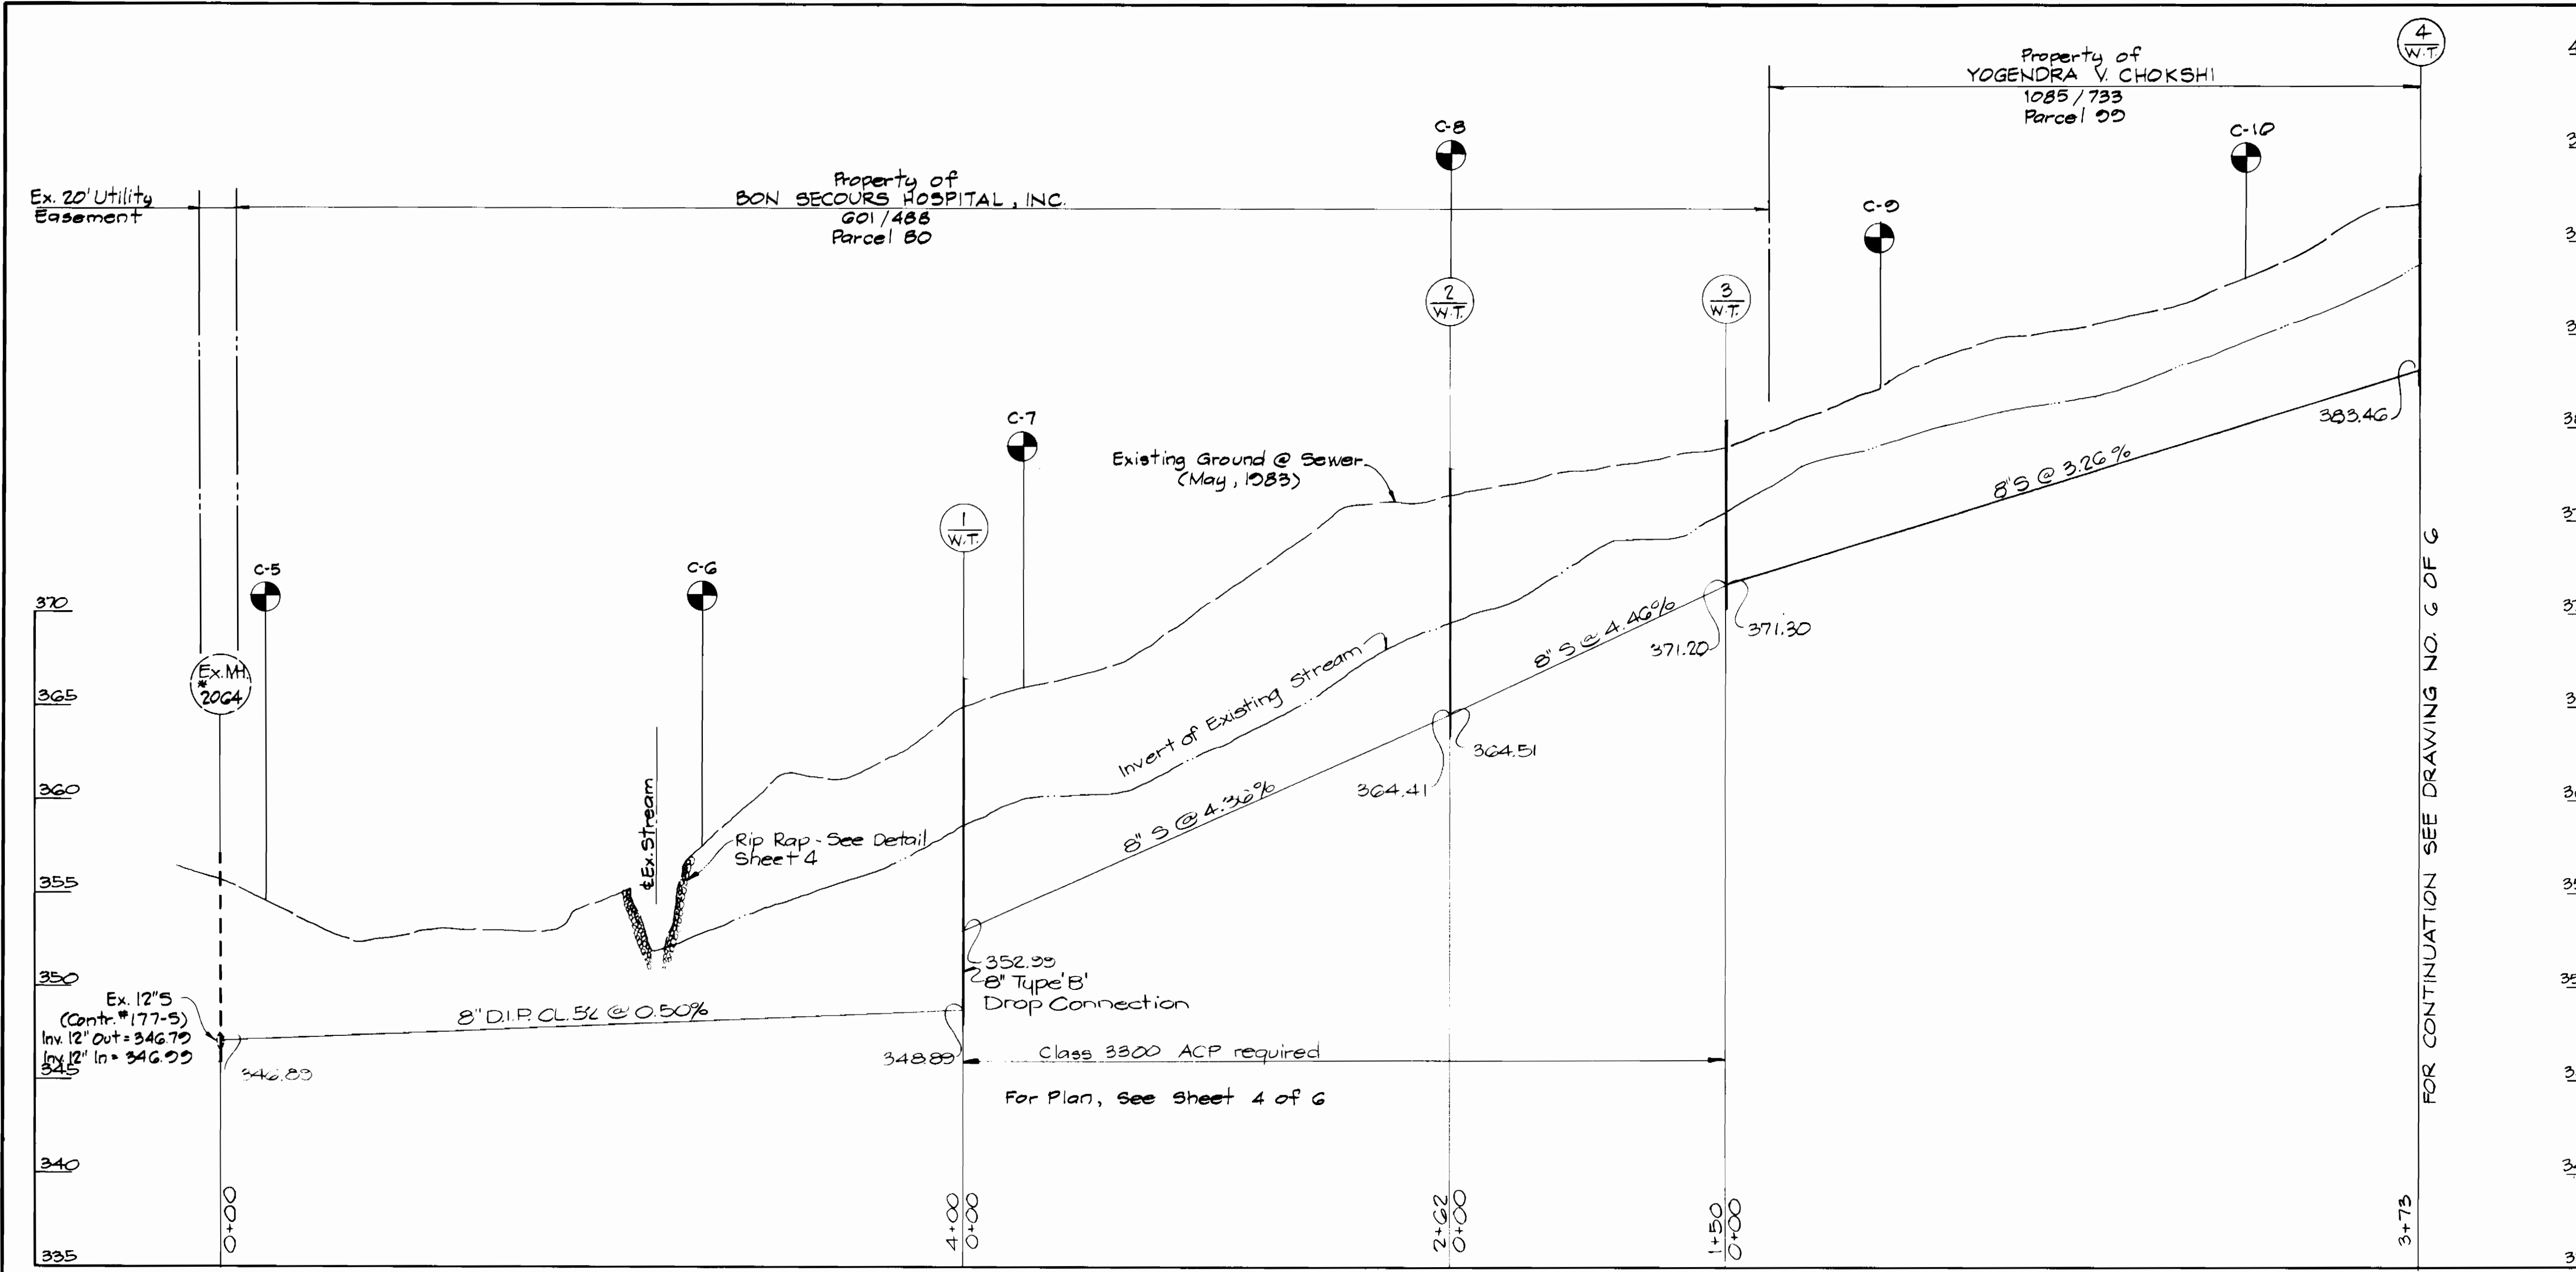 4
W.T.
Property of
YOGENDRA V. CHOKSHI
1085/733
Parcel 99
C-8
C-10
Property of
BON SECOURS HOSPITAL, INC.
601/488
Parcel 80
Ex. 20' Utility
Easement
C-9
2
W.T.
3
W.T.
C-7
Existing Ground @ Sewer
(May, 1983)
383.46
8"S @ 3.26%
1
W.T.
C-5
C-6
370
Ex. MH.
#
2064
365
8" S @ 4.46%
371.20
371.30
Invert of Existing Stream
364.51
364.41
360
8" S @ 4.36%
℄ Ex. Stream
Rip Rap - See Detail
Sheet 4
355
350
352.99
8" Type 'B'
Drop Connection
Ex. 12"S
(Contr. #177-S)
Inv. 12" Out = 346.79
Inv. 12" In = 346.99
8" D.I.P. CL. 52 @ 0.50%
345
346.89
348.89
Class 3300 ACP required
For Plan, See Sheet 4 of 6
FOR CONTINUATION SEE DRAWING NO. 6 OF 6
340
335
0+00
4+00
0+00
2+62
0+00
1+50
0+00
3+73